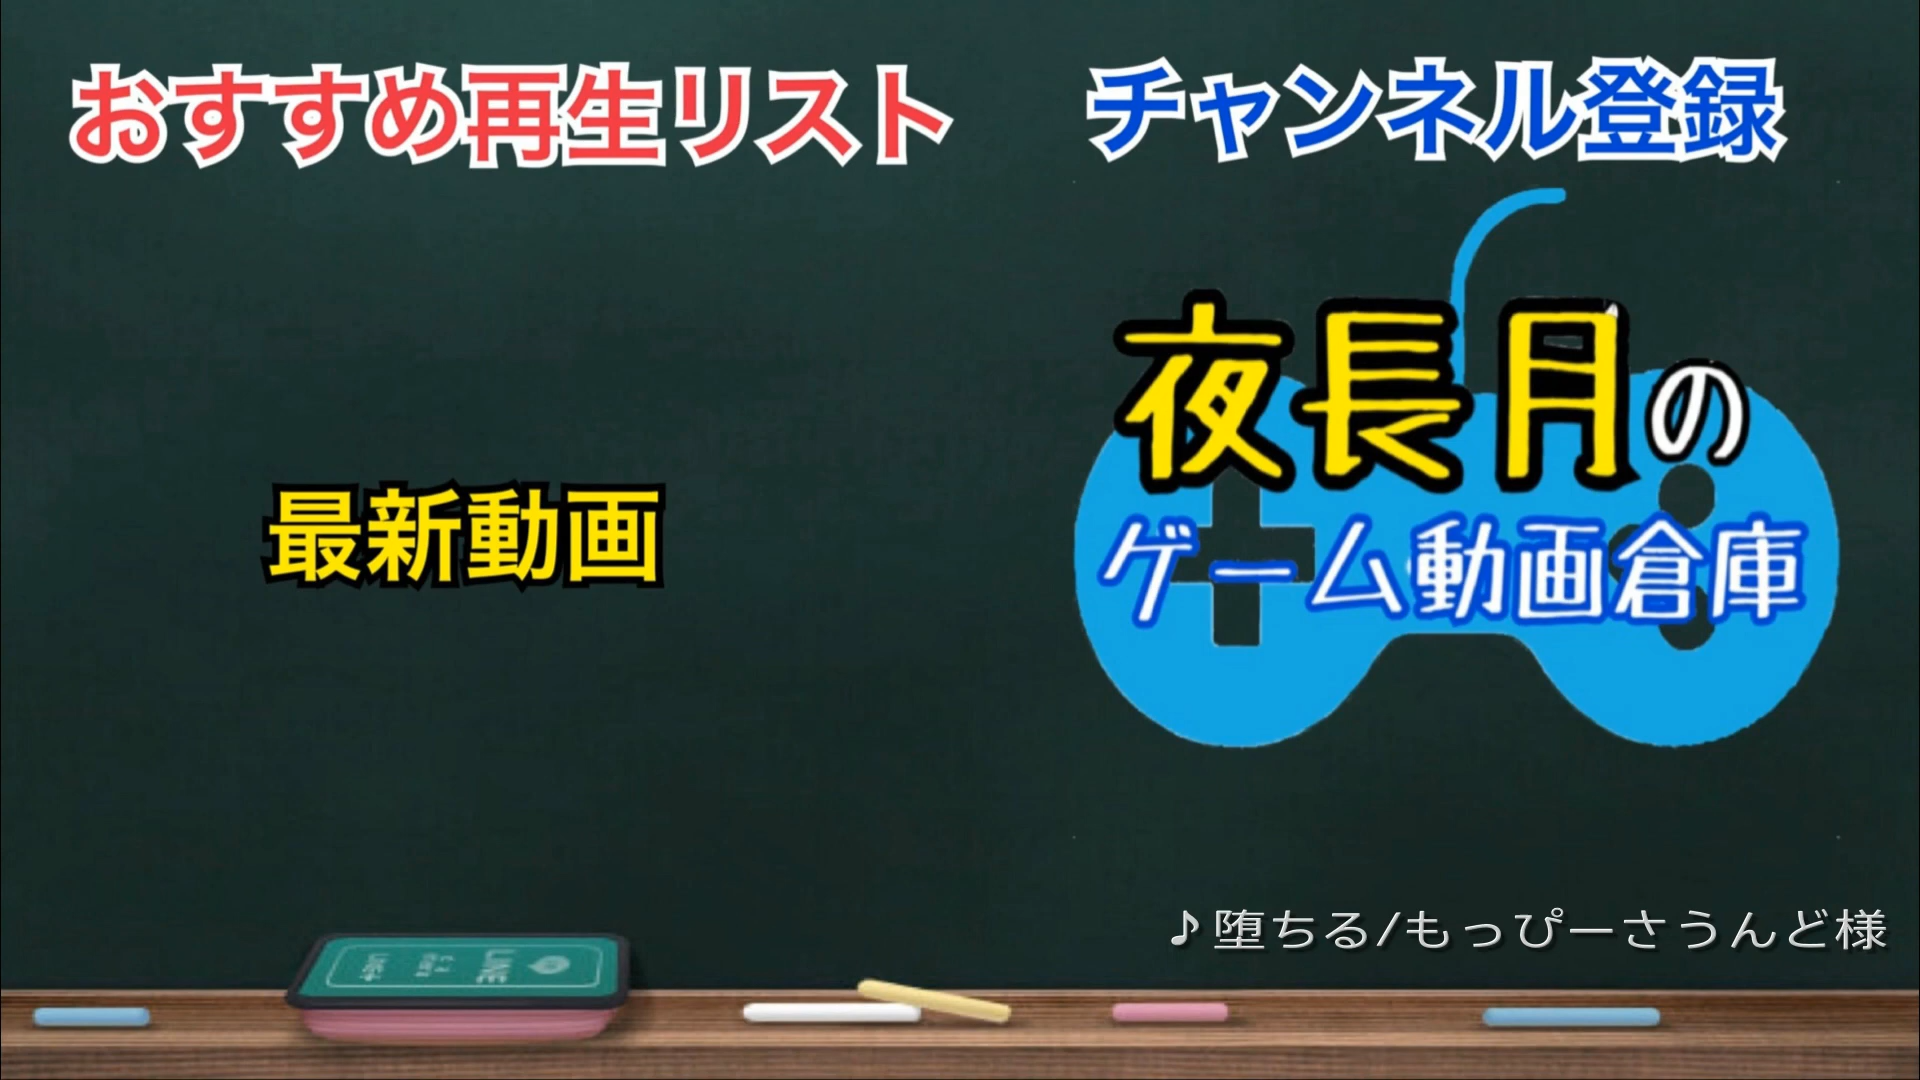 おすすめ再生リスト
チャンネル登録
夜長月の
ゲーム動画倉庫
最新動画
♪堕ちる/もっぴーさうんど様
LINE